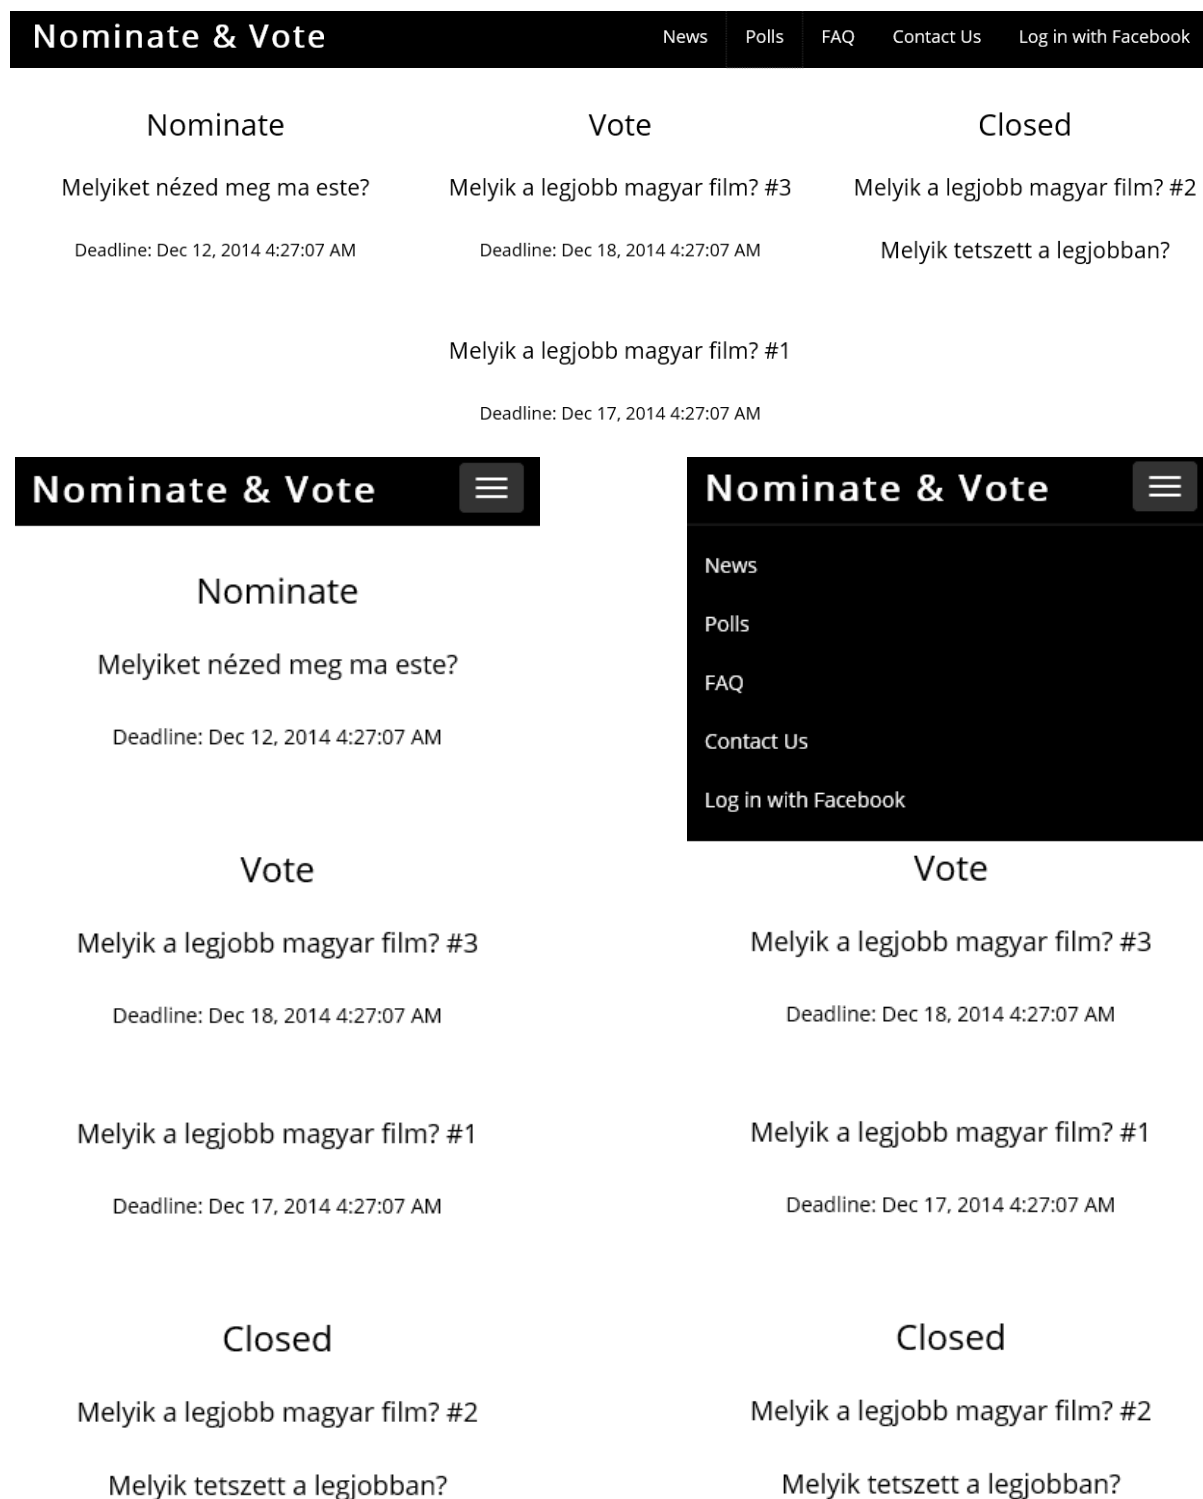 Nominate & Vote News Polls FAQ Contact Us Log in with Facebook
Nominate Vote Closed
Melyiket nézed meg ma este? Melyik a legjobb magyar film? #3 Melyik a legjobb magyar film? #2
Deadline: Dec 12, 2014 4:27:07 AM Deadline: Dec 18, 2014 4:27:07 AM Melyik tetszett a legjobban?
Melyik a legjobb magyar film? #1
Deadline: Dec 17, 2014 4:27:07 AM
Nominate & Vote
Nominate
Melyiket nézed meg ma este?
Deadline: Dec 12, 2014 4:27:07 AM
Vote
Melyik a legjobb magyar film? #3
Deadline: Dec 18, 2014 4:27:07 AM
Melyik a legjobb magyar film? #1
Deadline: Dec 17, 2014 4:27:07 AM
Closed
Melyik a legjobb magyar film? #2
Melyik tetszett a legjobban?
Nominate & Vote
News
Polls
FAQ
Contact Us
Log in with Facebook
Vote
Melyik a legjobb magyar film? #3
Deadline: Dec 18, 2014 4:27:07 AM
Melyik a legjobb magyar film? #1
Deadline: Dec 17, 2014 4:27:07 AM
Closed
Melyik a legjobb magyar film? #2
Melyik tetszett a legjobban?